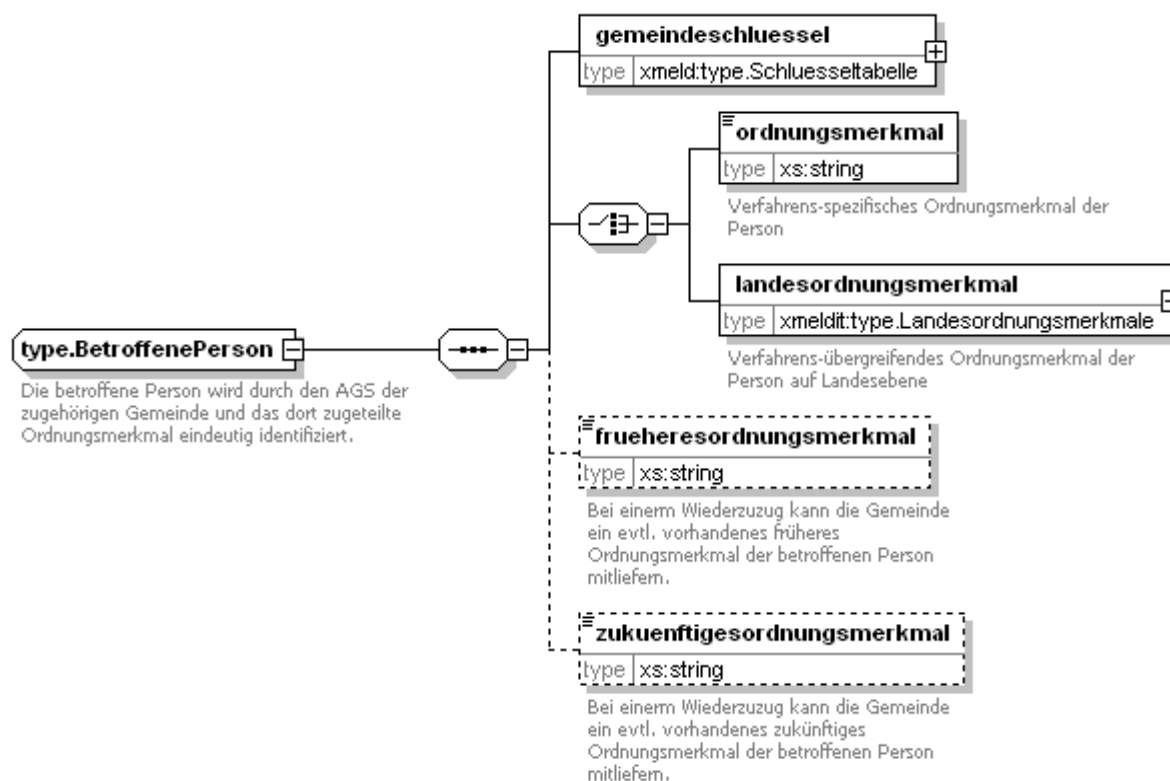 gemeindeschluessel
type xmeld:type.Schluesseltabelle
ordnungsmerkmal
type xs:string
Verfahrens-spezifisches Ordnungsmerkmal der
Person
landesordnungsmerkmal
type xmeldit:type.Landesordnungsmerkmale
Verfahrens-übergreifendes Ordnungsmerkmal der
Person auf Landesebene
type.BetroffenePerson
Die betroffene Person wird durch den AGS der
zugehörigen Gemeinde und das dort zugeteilte
Ordnungsmerkmal eindeutig identifiziert.
frueheresordnungsmerkmal
type xs:string
Bei einerm Wiederzuzug kann die Gemeinde
ein evtl. vorhandenes früheres
Ordnungsmerkmal der betroffenen Person
mitliefern.
zukuenftigesordnungsmerkmal
type xs:string
Bei einerm Wiederzuzug kann die Gemeinde
ein evtl. vorhandenes zukünftiges
Ordnungsmerkmal der betroffenen Person
mitliefern.